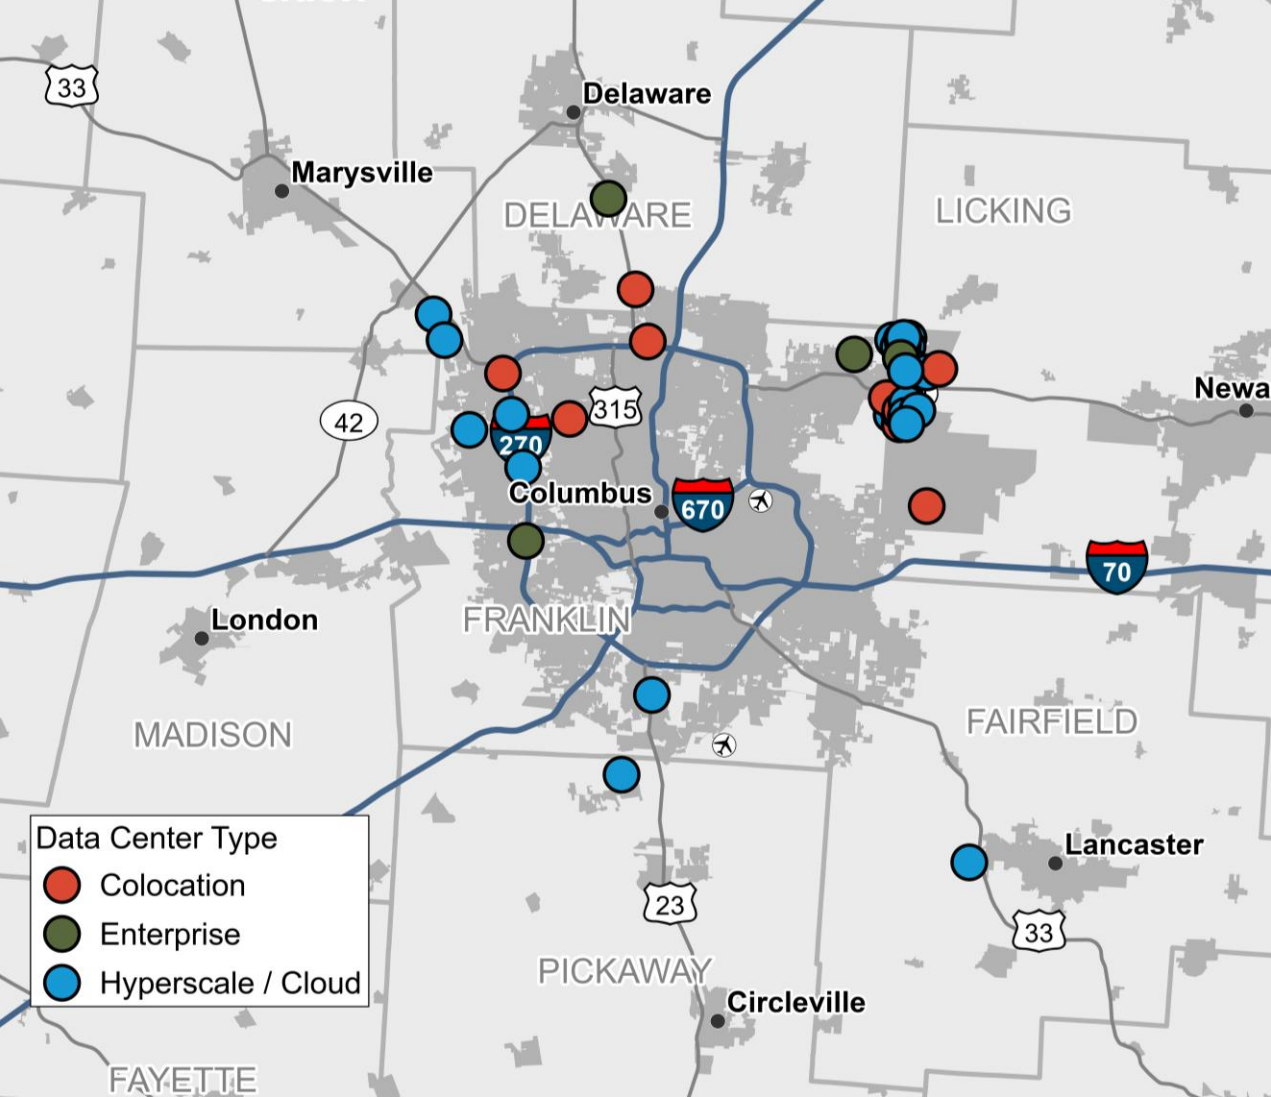 33
Delaware
Marysville
DELAWARE
LICKING
Newa
315
42
270
Columbus
670
70
London
FRANKLIN
MADISON
FAIRFIELD
Data Center Type
Colocation
Enterprise
Hyperscale / Cloud
Lancaster
23
33
PICKAWAY
Circleville
FAYETTE